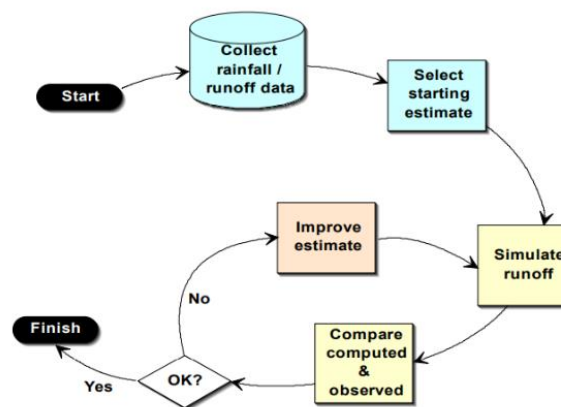 Start
Collect
rainfall /
runoff data
Select
starting
estimate
Simulate
runoff
Compare
computed
&
observed
OK?
No
Improve
estimate
Yes
Finish